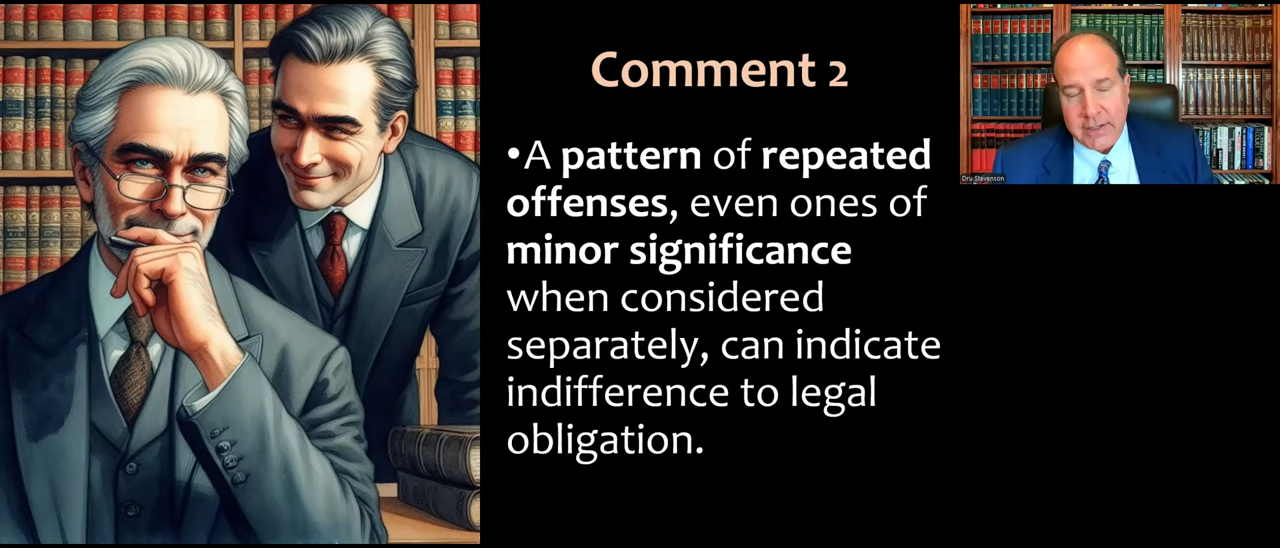 Comment 2
•A pattern of repeated
offenses, even ones of
minor significance
when considered
separately, can indicate
indifference to legal
obligation.
Dru Stevenson